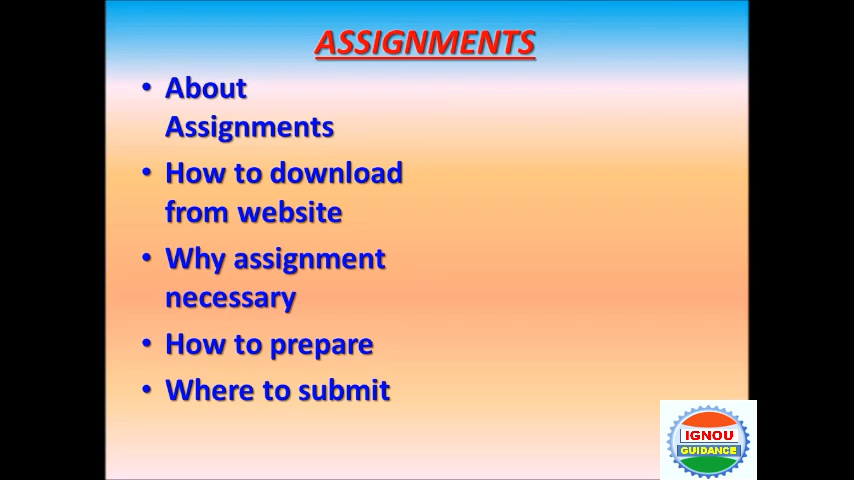 ASSIGNMENTS
• About
Assignments
• How to download
from website
• Why assignment
necessary
• How to prepare
• Where to submit
IGNOU
GUIDANCE